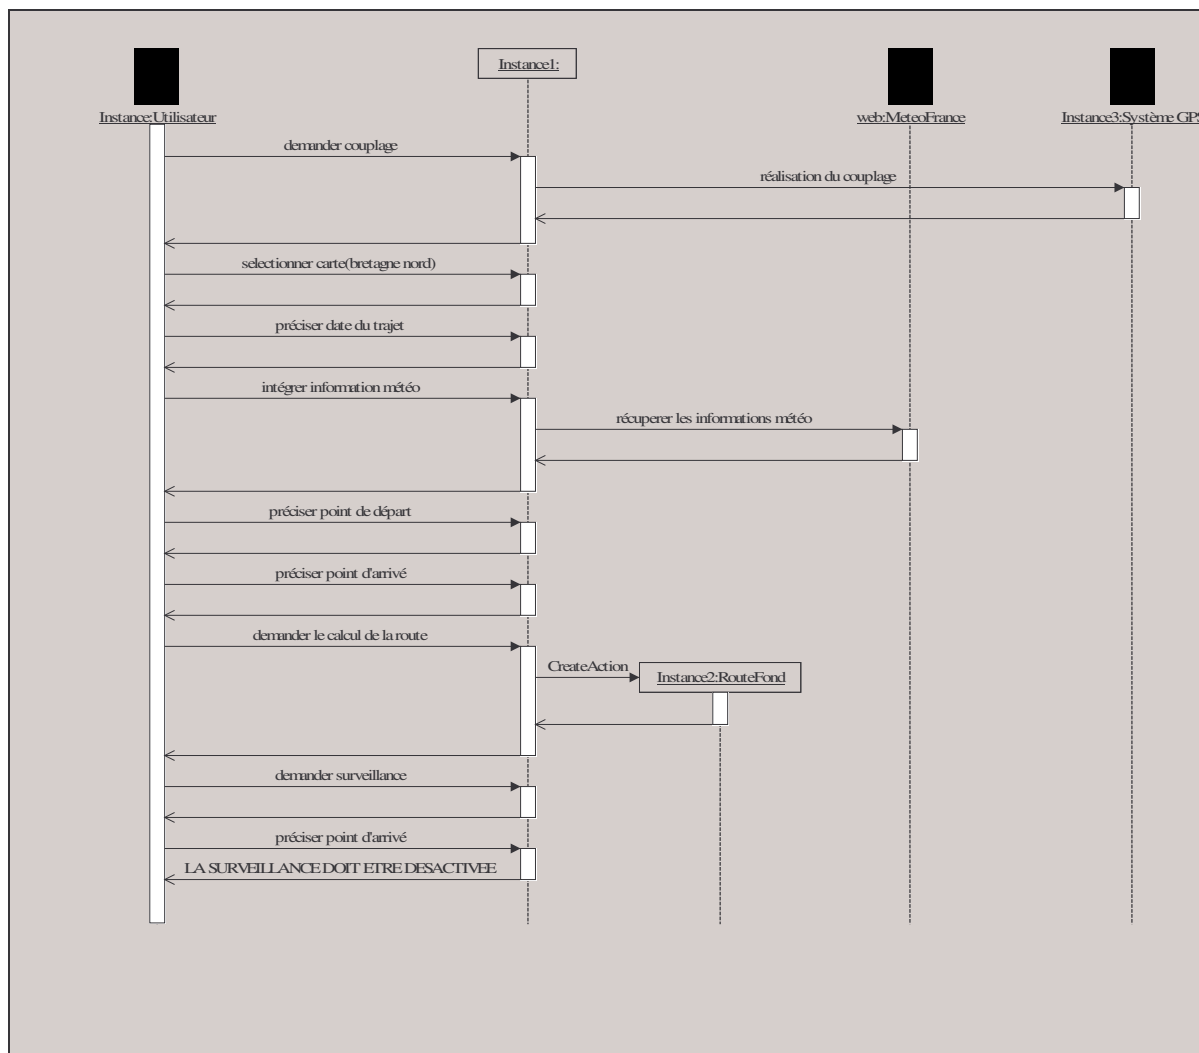 Instance1:
Instance:Utilisateur
web:MeteoFrance
Instance3:Système GPS
demander couplage
réalisation du couplage
selectionner carte(bretagne nord)
préciser date du trajet
intégrer information météo
récuperer les informations météo
préciser point de départ
préciser point d'arrivé
demander le calcul de la route
CreateAction
Instance2:RouteFond
demander surveillance
préciser point d'arrivé
LA SURVEILLANCE DOIT ETRE DESACTIVEE